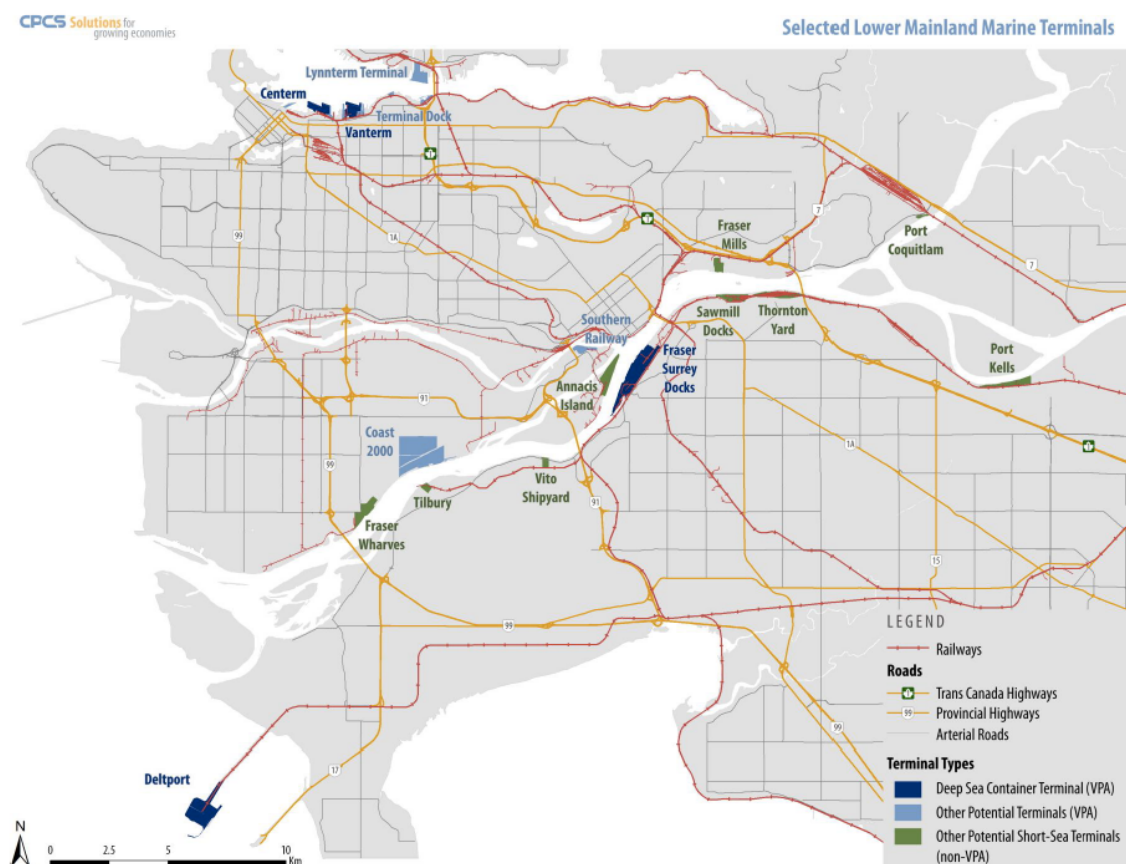 CPCS Solutions for
growing economies
Selected Lower Mainland Marine Terminals
Lynnterm Terminal
Centerm
Terminal Dock
Vanterm
1
99
1A
1
7
Fraser
Mills
Port
Coquitlam
7
Southern
Railway
Sawmill
Docks
Thornton
Yard
Fraser
Surrey
Docks
Annacis
Island
Port
Kells
91
Coast
2000
1A
1
99
Tilbury
Vito
Shipyard
91
Fraser
Wharves
15
99
99
17
Deltport
N
0 2.5 5 10
Km
LEGEND
Railways
Roads
1 Trans Canada Highways
99 Provincial Highways
Arterial Roads
Terminal Types
Deep Sea Container Terminal (VPA)
Other Potential Terminals (VPA)
Other Potential Short-Sea Terminals
(non-VPA)